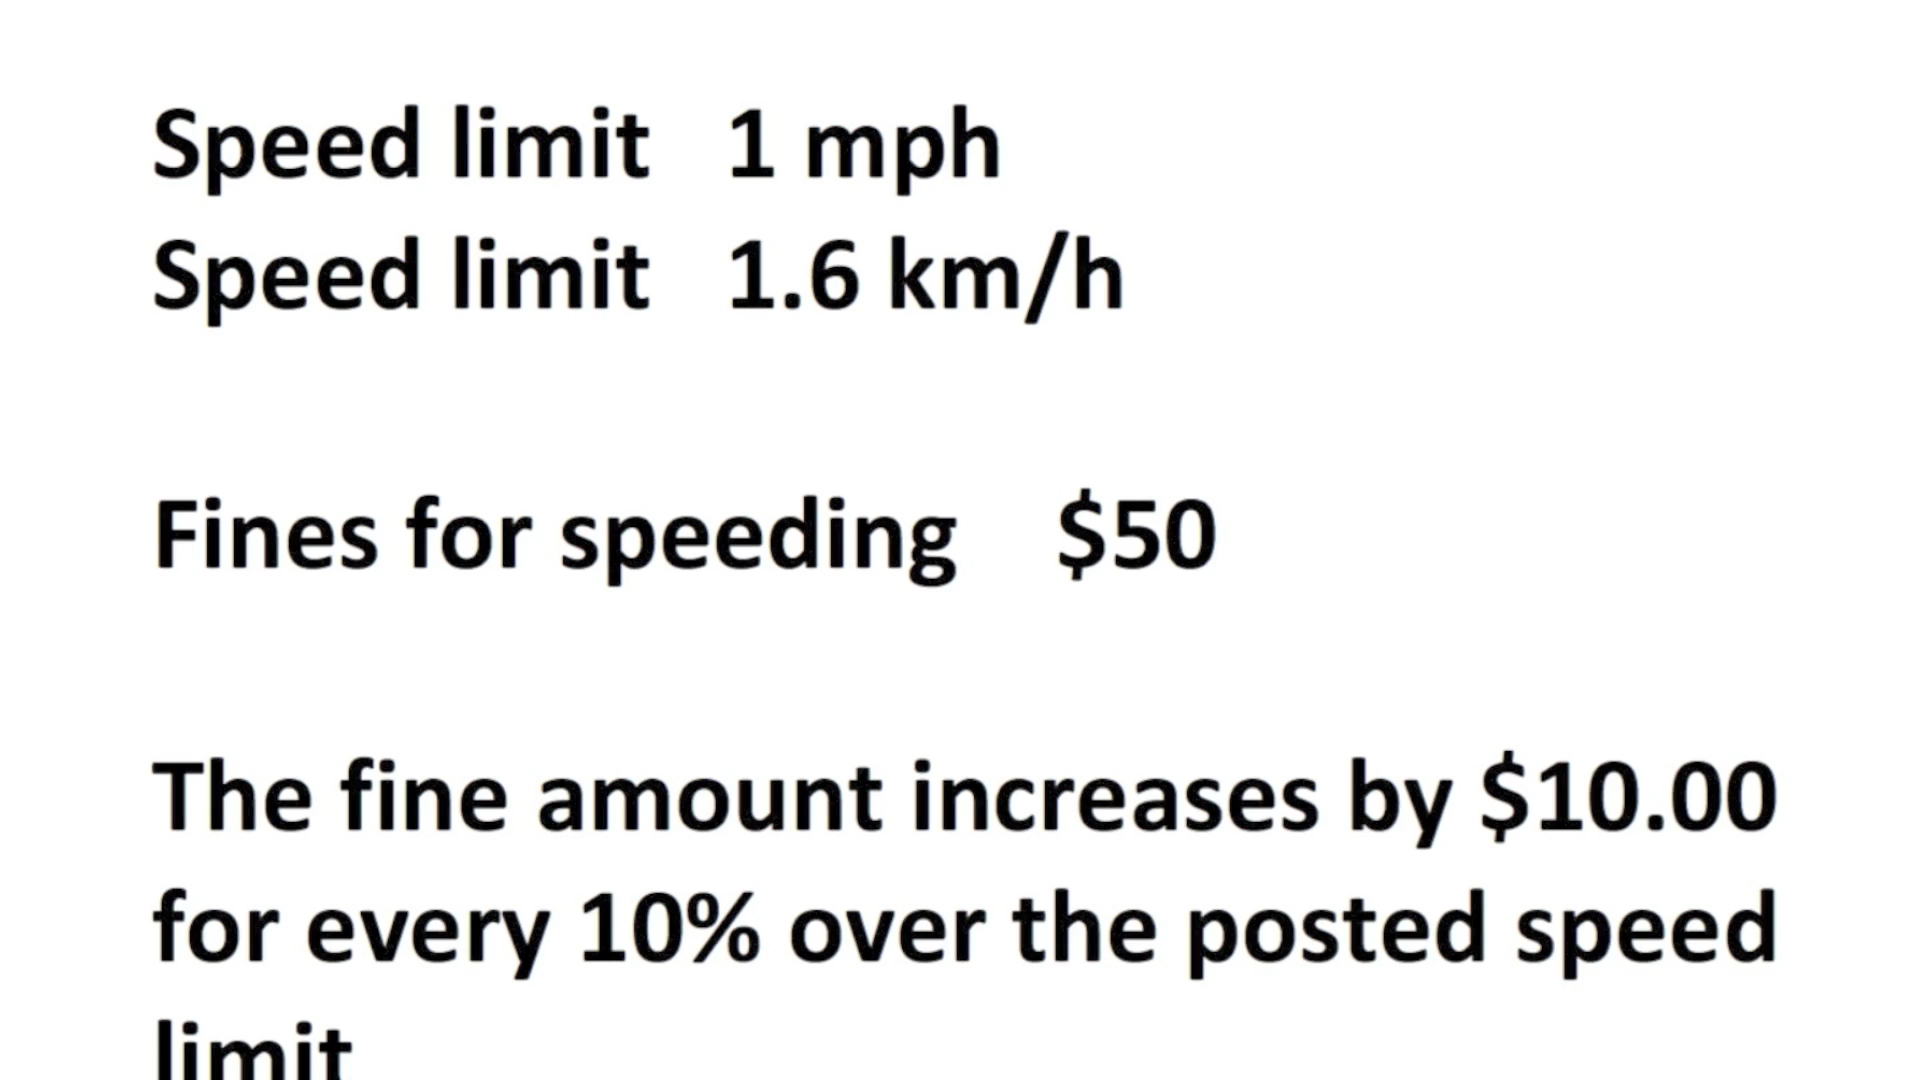 Speed limit 1 mph
Speed limit 1.6 km/h
Fines for speeding $50
The fine amount increases by $10.00
for every 10% over the posted speed
limit